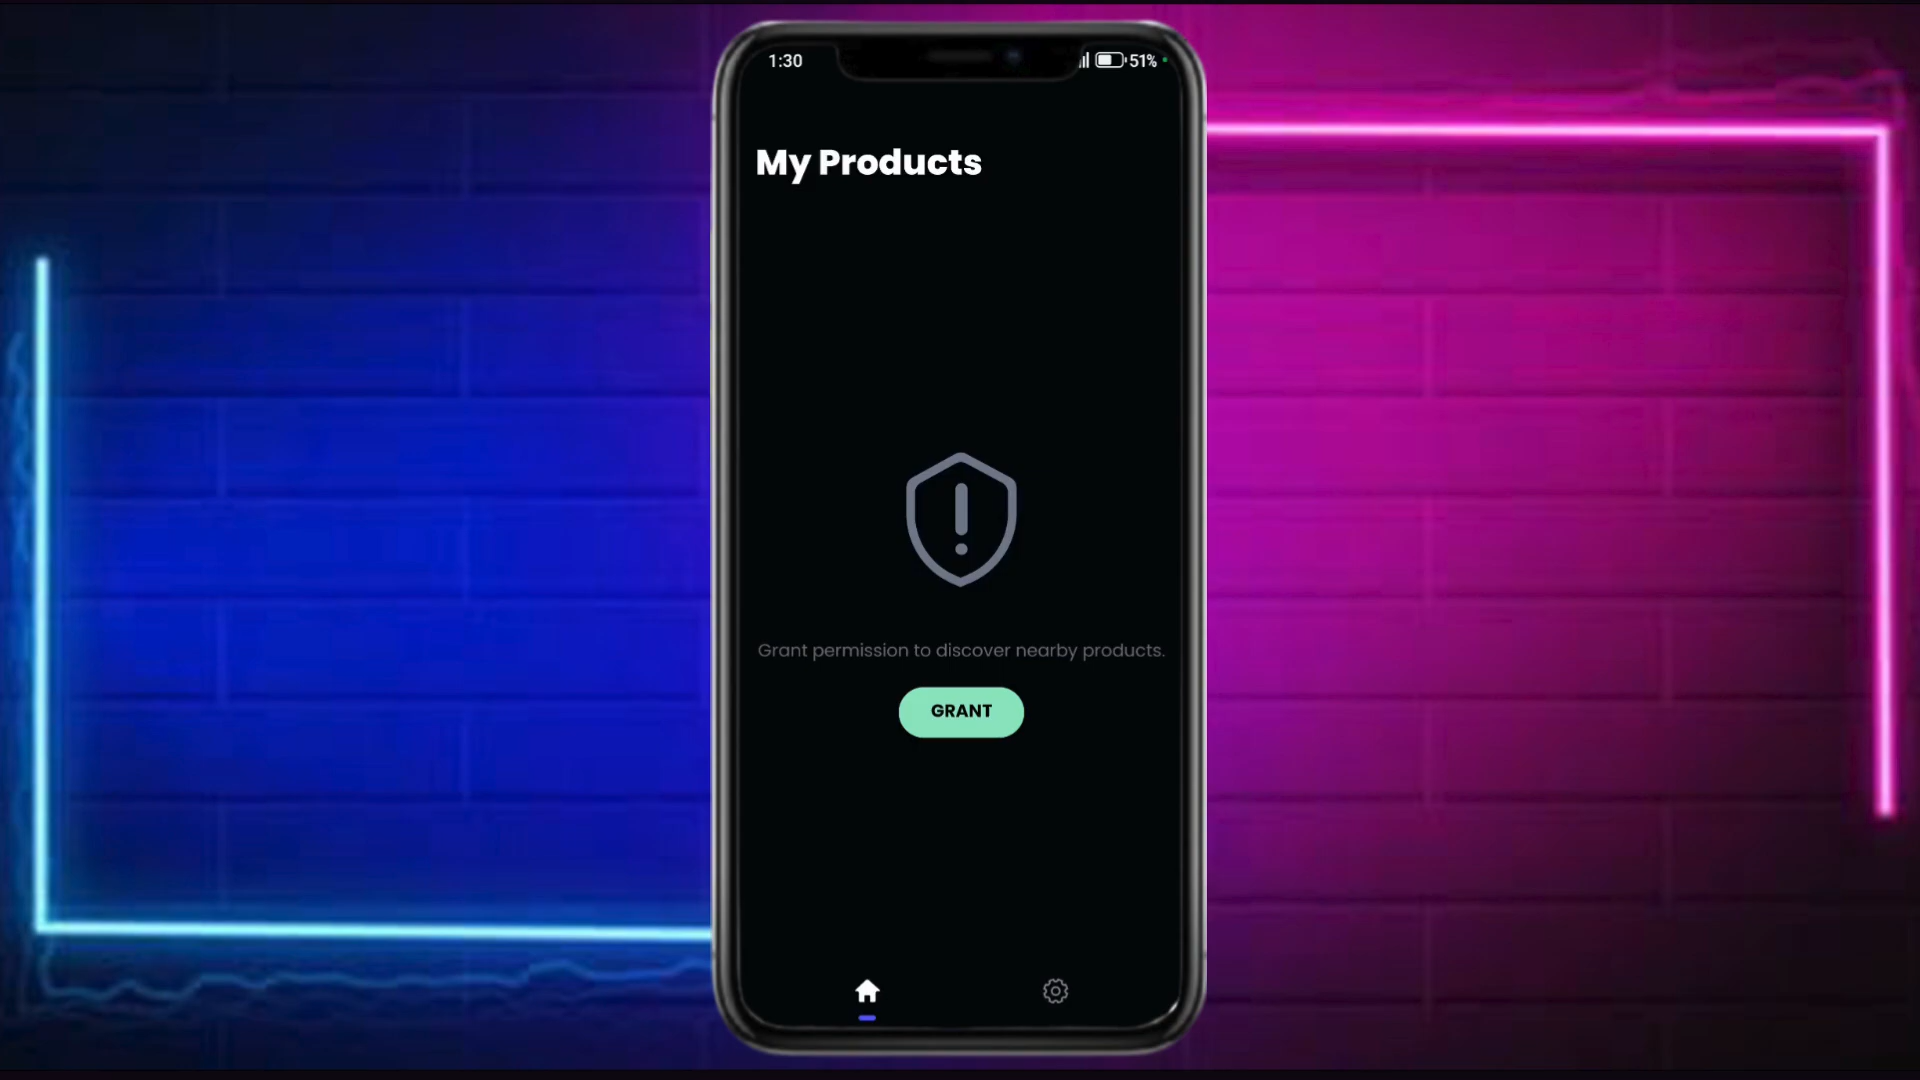 1:30
51%
My Products
Grant permission to discover nearby products.
GRANT